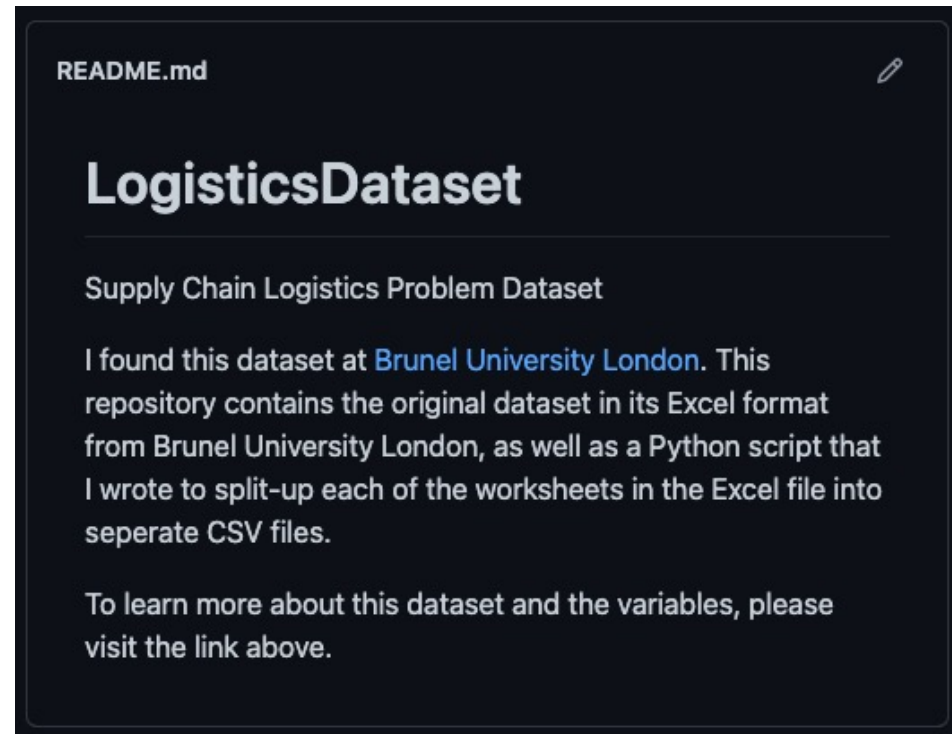 README.md
LogisticsDataset
Supply Chain Logistics Problem Dataset
I found this dataset at Brunel University London. This
repository contains the original dataset in its Excel format
from Brunel University London, as well as a Python script that
I wrote to split-up each of the worksheets in the Excel file into
seperate CSV files.
To learn more about this dataset and the variables, please
visit the link above.